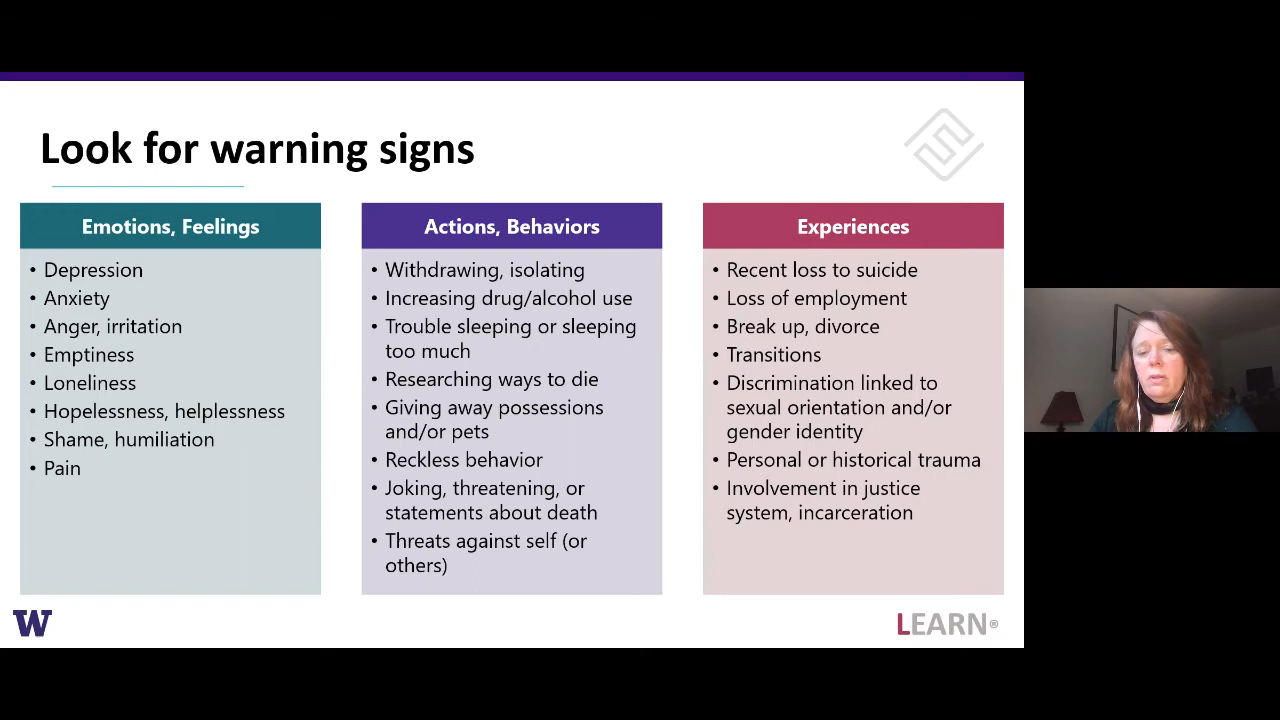 Look for warning signs
Emotions, Feelings
• Depression
• Anxiety
• Anger, irritation
• Emptiness
• Loneliness
• Hopelessness, helplessness
• Shame, humiliation
• Pain
Actions, Behaviors
• Withdrawing, isolating
• Increasing drug/alcohol use
• Trouble sleeping or sleeping
too much
• Researching ways to die
• Giving away possessions
and/or pets
• Reckless behavior
• Joking, threatening, or
statements about death
• Threats against self (or
others)
Experiences
• Recent loss to suicide
• Loss of employment
• Break up, divorce
• Transitions
• Discrimination linked to
sexual orientation and/or
gender identity
• Personal or historical trauma
• Involvement in justice
system, incarceration
W
LEARN®